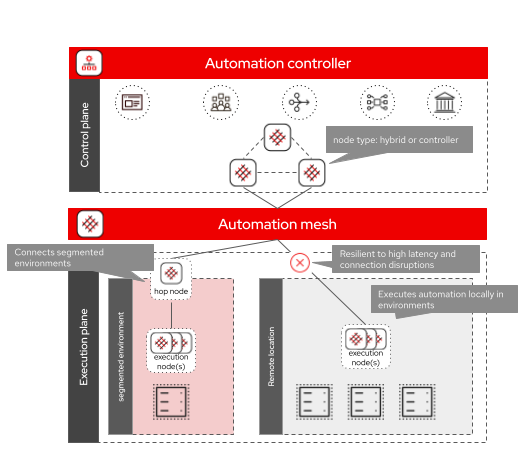 Automation controller
Control plane
node type: hybrid or controller
Automation mesh
Connects segmented
environments
Resilient to high latency and
connection disruptions
hop node
Executes automation locally in
environments
Execution plane
segmented environment
execution
node(s)
Remote location
execution
node(s)